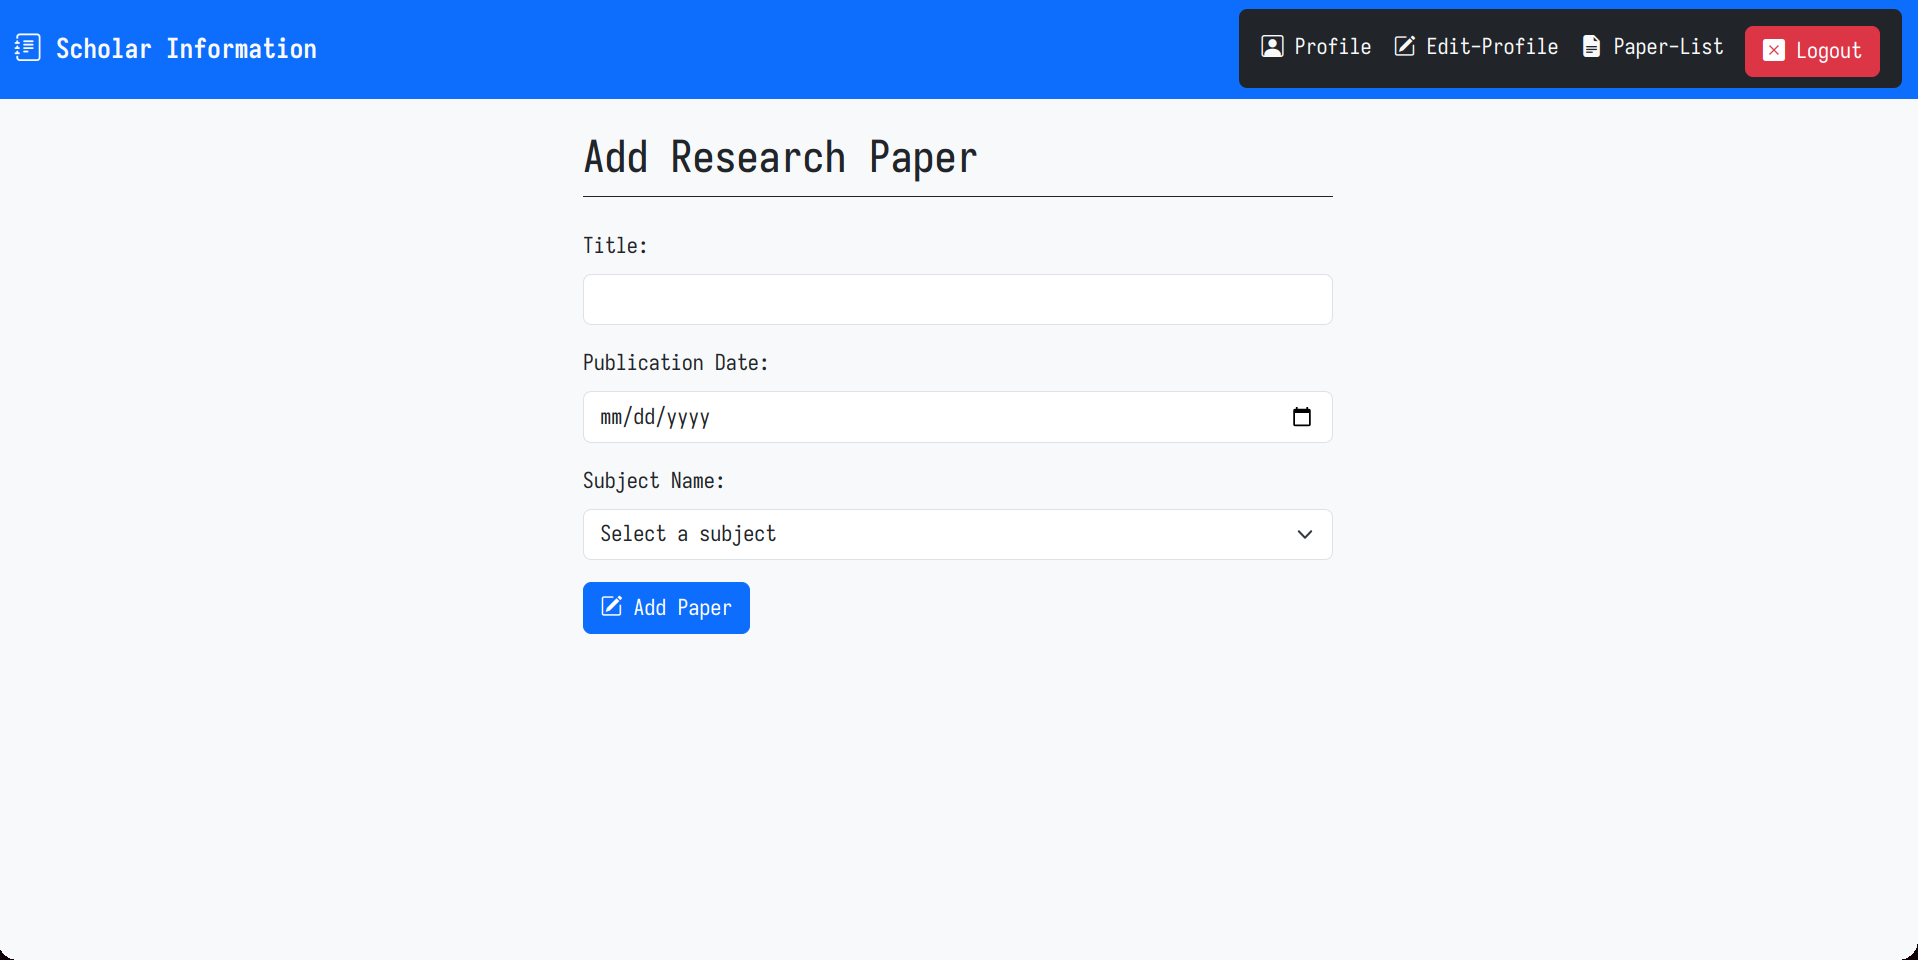 Scholar Information
Profile
Edit-Profile
Paper-List
Logout
Add Research Paper
Title:
Publication Date:
mm/dd/yyyy
Subject Name:
Select a subject
Add Paper